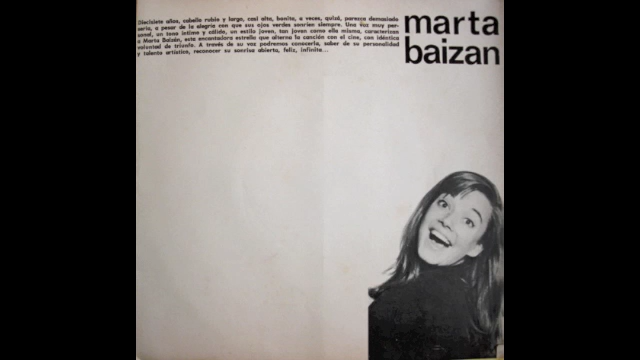 Diecisiete años, cabello rubio y largo, casi alta, bonita, a veces, quizá, parezca demasiado
seria, a pesar de la alegría con que sus ojos verdes sonríen siempre. Una voz muy per-
sonal, un tono íntimo y cálido, un estilo joven, tan joven como ella misma, caracterizan
a Marta Baizán, esta encantadora estrella que alterna la canción con el cine, con idéntica
voluntad de triunfo. A través de su voz podremos conocerla, saber de su personalidad
y talento artístico, reconocer su sonrisa abierta, feliz, infinita...
marta
baizan